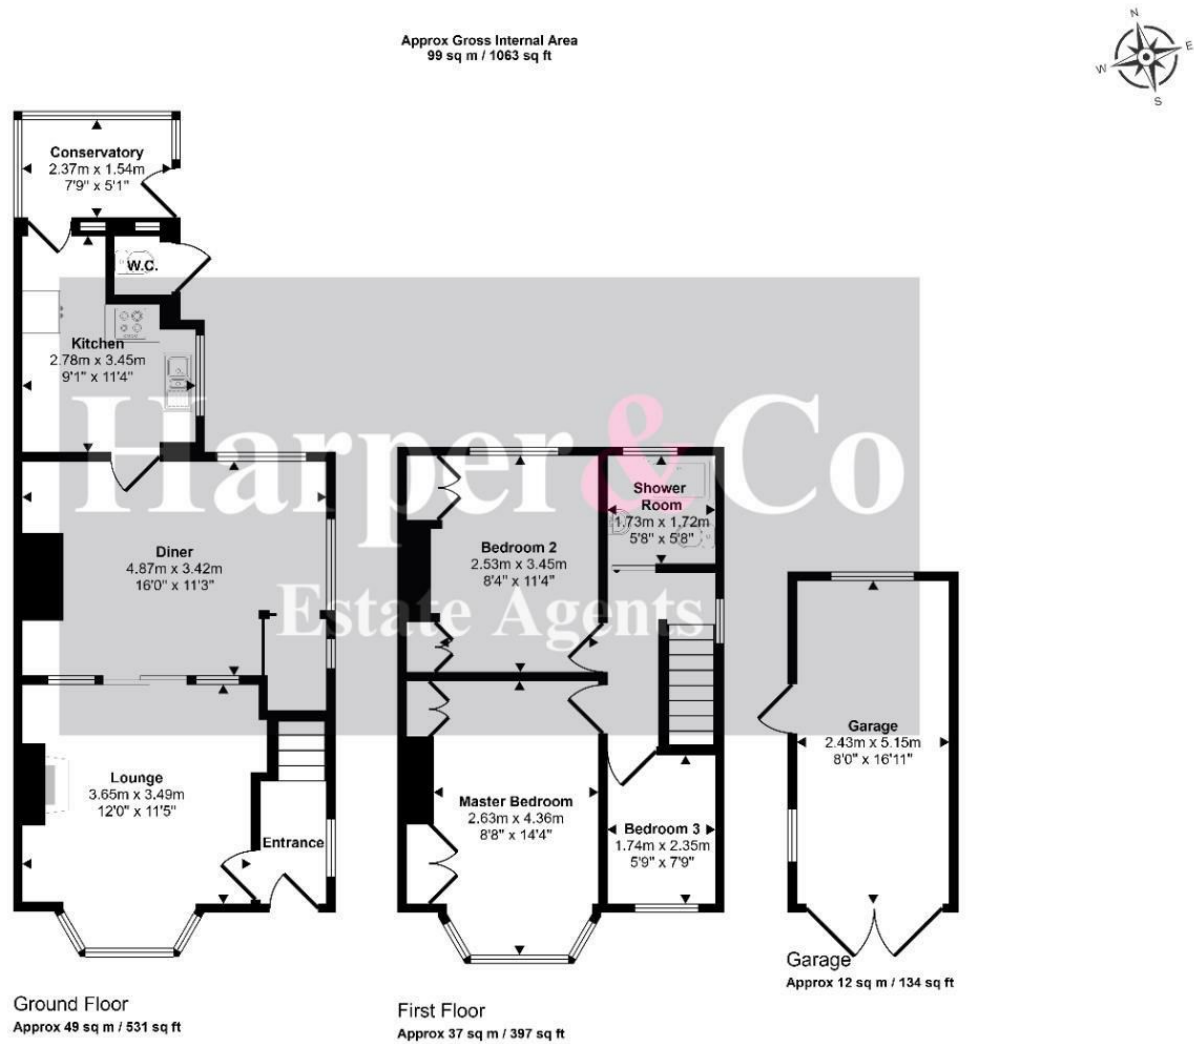 Approx Gross Internal Area
99 sq m / 1063 sq ft
N
E
S
W
Conservatory
2.37m x 1.54m
7'9" x 5'1"
W.C.
Kitchen
2.78m x 3.45m
9'1" x 11'4"
Harper&Co
Estate Agents
Diner
4.87m x 3.42m
16'0" x 11'3"
Lounge
3.65m x 3.49m
12'0" x 11'5"
Entrance
Ground Floor
Approx 49 sq m / 531 sq ft
Shower
Room
1.73m x 1.72m
5'8" x 5'8"
Bedroom 2
2.53m x 3.45m
8'4" x 11'4"
Master Bedroom
2.63m x 4.36m
8'8" x 14'4"
Bedroom 3
1.74m x 2.35m
5'9" x 7'9"
First Floor
Approx 37 sq m / 397 sq ft
Garage
2.43m x 5.15m
8'0" x 16'11"
Garage
Approx 12 sq m / 134 sq ft